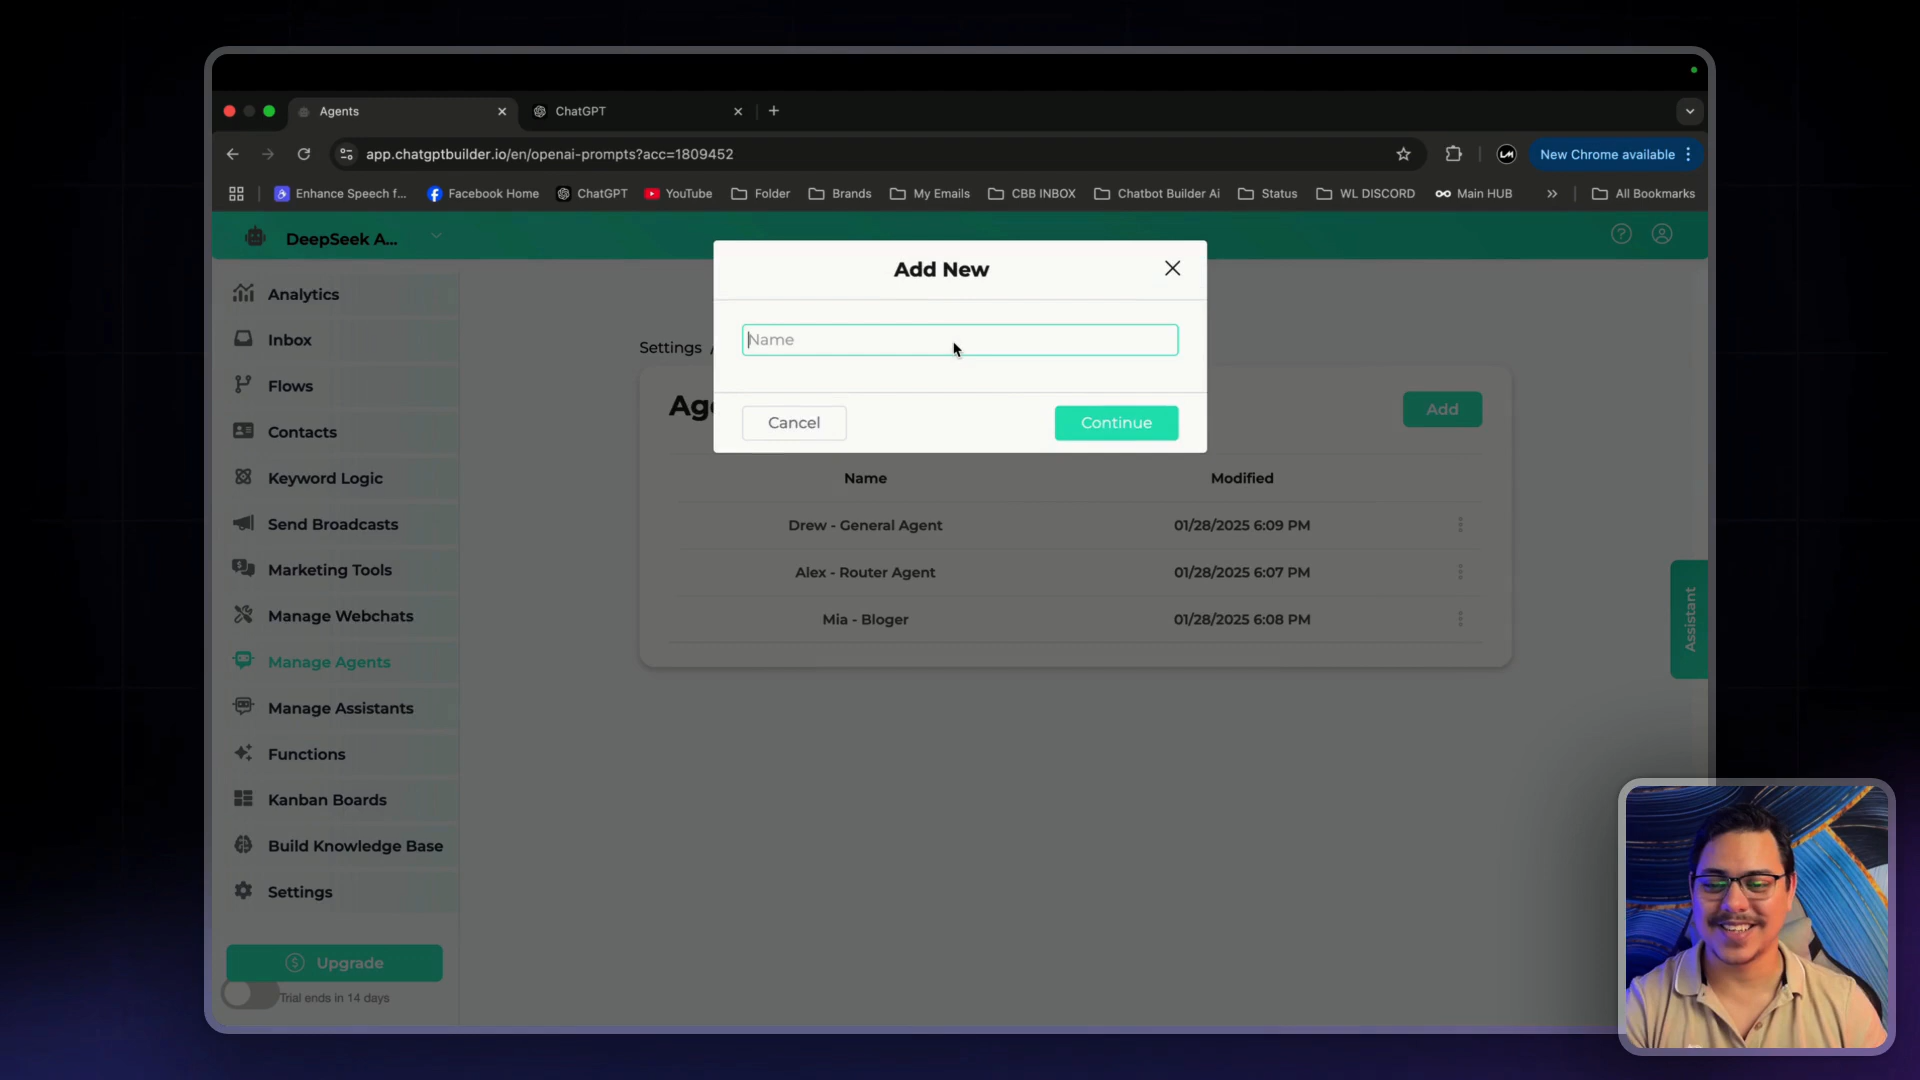 Agents
ChatGPT
app.chatgptbuilder.io/en/openai-prompts?acc=1809452
New Chrome available
Enhance Speech f...
Facebook Home
ChatGPT
YouTube
Folder
Brands
My Emails
CBB INBOX
Chatbot Builder Ai
Status
WL DISCORD
Main HUB
»
All Bookmarks
DeepSeek A...
Analytics
Inbox
Flows
Contacts
Keyword Logic
Send Broadcasts
Marketing Tools
Manage Webchats
Manage Agents
Manage Assistants
Functions
Kanban Boards
Build Knowledge Base
Settings
Upgrade
Trial ends in 14 days
Add New
Name
Cancel
Continue
Settings /
Age
Add
Name Modified
Drew - General Agent 01/28/2025 6:09 PM
Alex - Router Agent 01/28/2025 6:07 PM
Mia - Bloger 01/28/2025 6:08 PM
Assistant